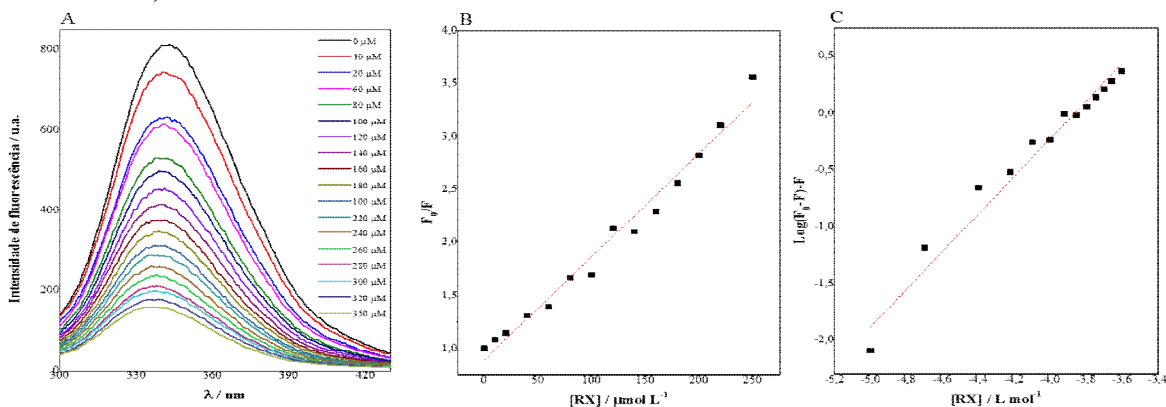 A
Intensidade de fluorescência / u.a.
800
600
400
200
0
300
330
360
390
420
λ / nm
0 µM
10 µM
20 µM
60 µM
80 µM
100 µM
120 µM
140 µM
160 µM
180 µM
100 µM
220 µM
240 µM
260 µM
280 µM
300 µM
320 µM
350 µM
B
F₀/F
4,0
3,5
3,0
2,5
2,0
1,5
1,0
0
50
100
150
200
250
[RX] / µmol L⁻¹
C
Log(F₀ - F)-F
0,5
0,0
-0,5
-1,0
-1,5
-2,0
-5,2
-5,0
-4,8
-4,6
-4,4
-4,2
-4,0
-3,8
-3,6
-3,4
[RX] / L mol⁻¹